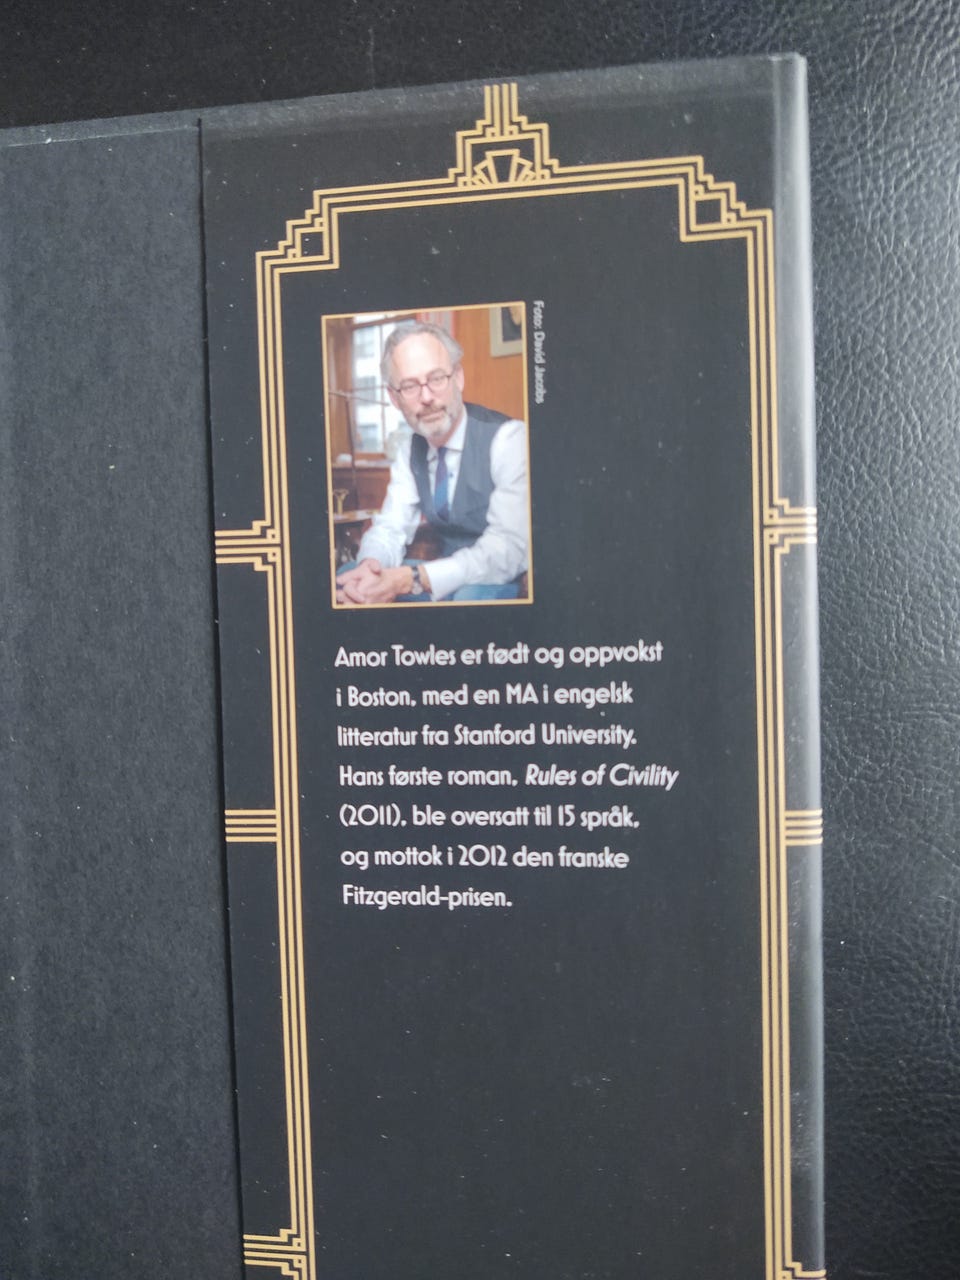 Foto: David Jacobs
Amor Towles er født og oppvokst
i Boston, med en MA i engelsk
litteratur fra Stanford University.
Hans første roman, Rules of Civility
(2011), ble oversatt til 15 språk,
og mottok i 2012 den franske
Fitzgerald-prisen.